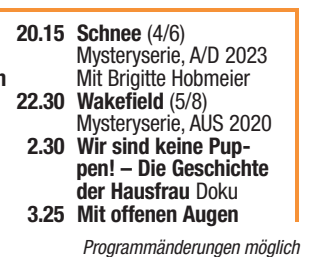 20.15 Schnee (4/6)
Mysteryserie, A/D 2023
n Mit Brigitte Hobmeier
22.30 Wakefield (5/8)
Mysteryserie, AUS 2020
2.30 Wir sind keine Pup-
pen! – Die Geschichte
der Hausfrau Doku
3.25 Mit offenen Augen
Programmänderungen möglich